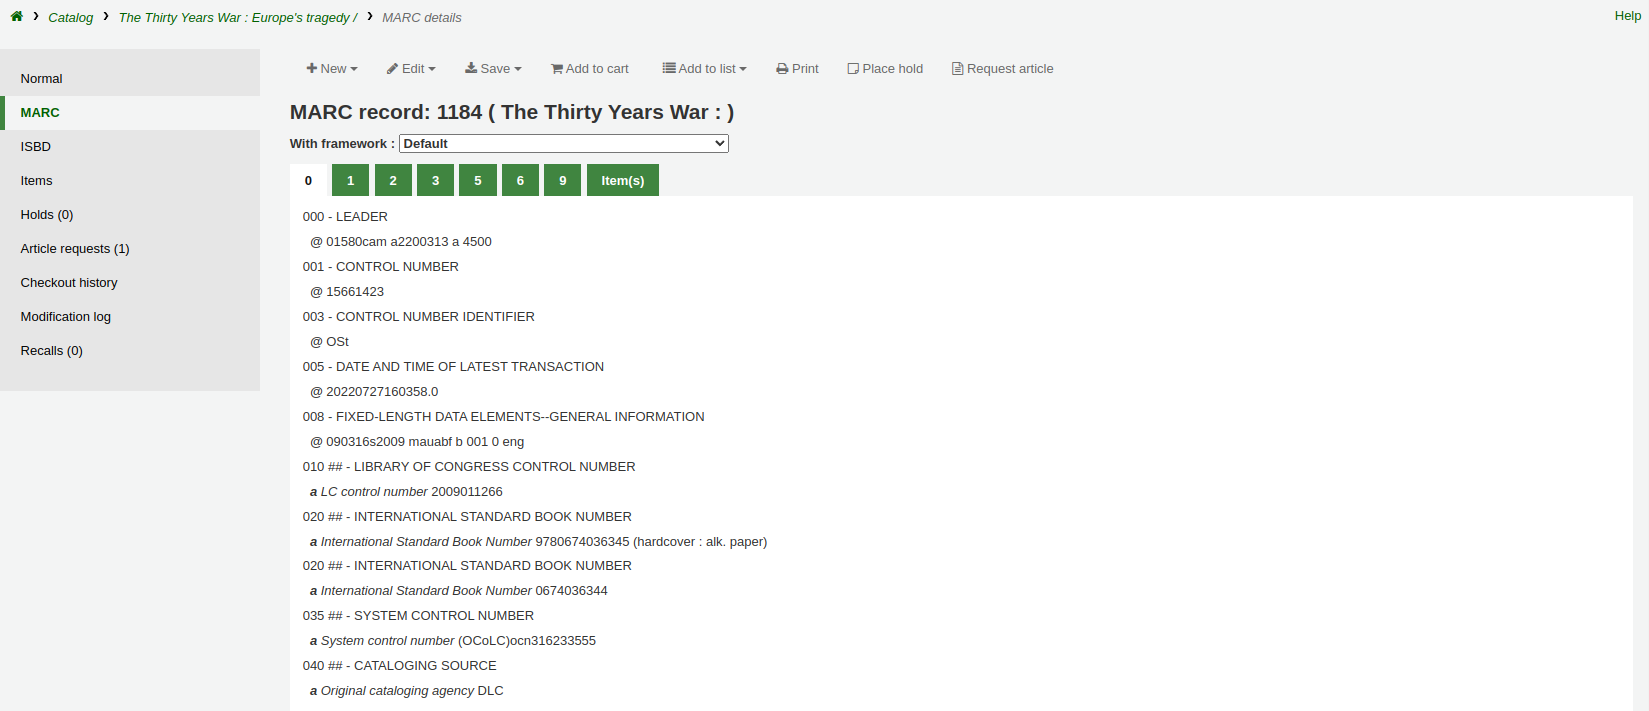 Catalog The Thirty Years War : Europe's tragedy / MARC details
Help
Normal
MARC
ISBD
Items
Holds (0)
Article requests (1)
Checkout history
Modification log
Recalls (0)
New Edit Save Add to cart Add to list Print Place hold Request article
MARC record: 1184 ( The Thirty Years War : )
With framework : Default
0 1 2 3 5 6 9 Item(s)
000 - LEADER
@ 01580cam a2200313 a 4500
001 - CONTROL NUMBER
@ 15661423
003 - CONTROL NUMBER IDENTIFIER
@ OSt
005 - DATE AND TIME OF LATEST TRANSACTION
@ 20220727160358.0
008 - FIXED-LENGTH DATA ELEMENTS--GENERAL INFORMATION
@ 090316s2009 mauabf b 001 0 eng
010 ## - LIBRARY OF CONGRESS CONTROL NUMBER
a LC control number 2009011266
020 ## - INTERNATIONAL STANDARD BOOK NUMBER
a International Standard Book Number 9780674036345 (hardcover : alk. paper)
020 ## - INTERNATIONAL STANDARD BOOK NUMBER
a International Standard Book Number 0674036344
035 ## - SYSTEM CONTROL NUMBER
a System control number (OCoLC)ocn316233555
040 ## - CATALOGING SOURCE
a Original cataloging agency DLC